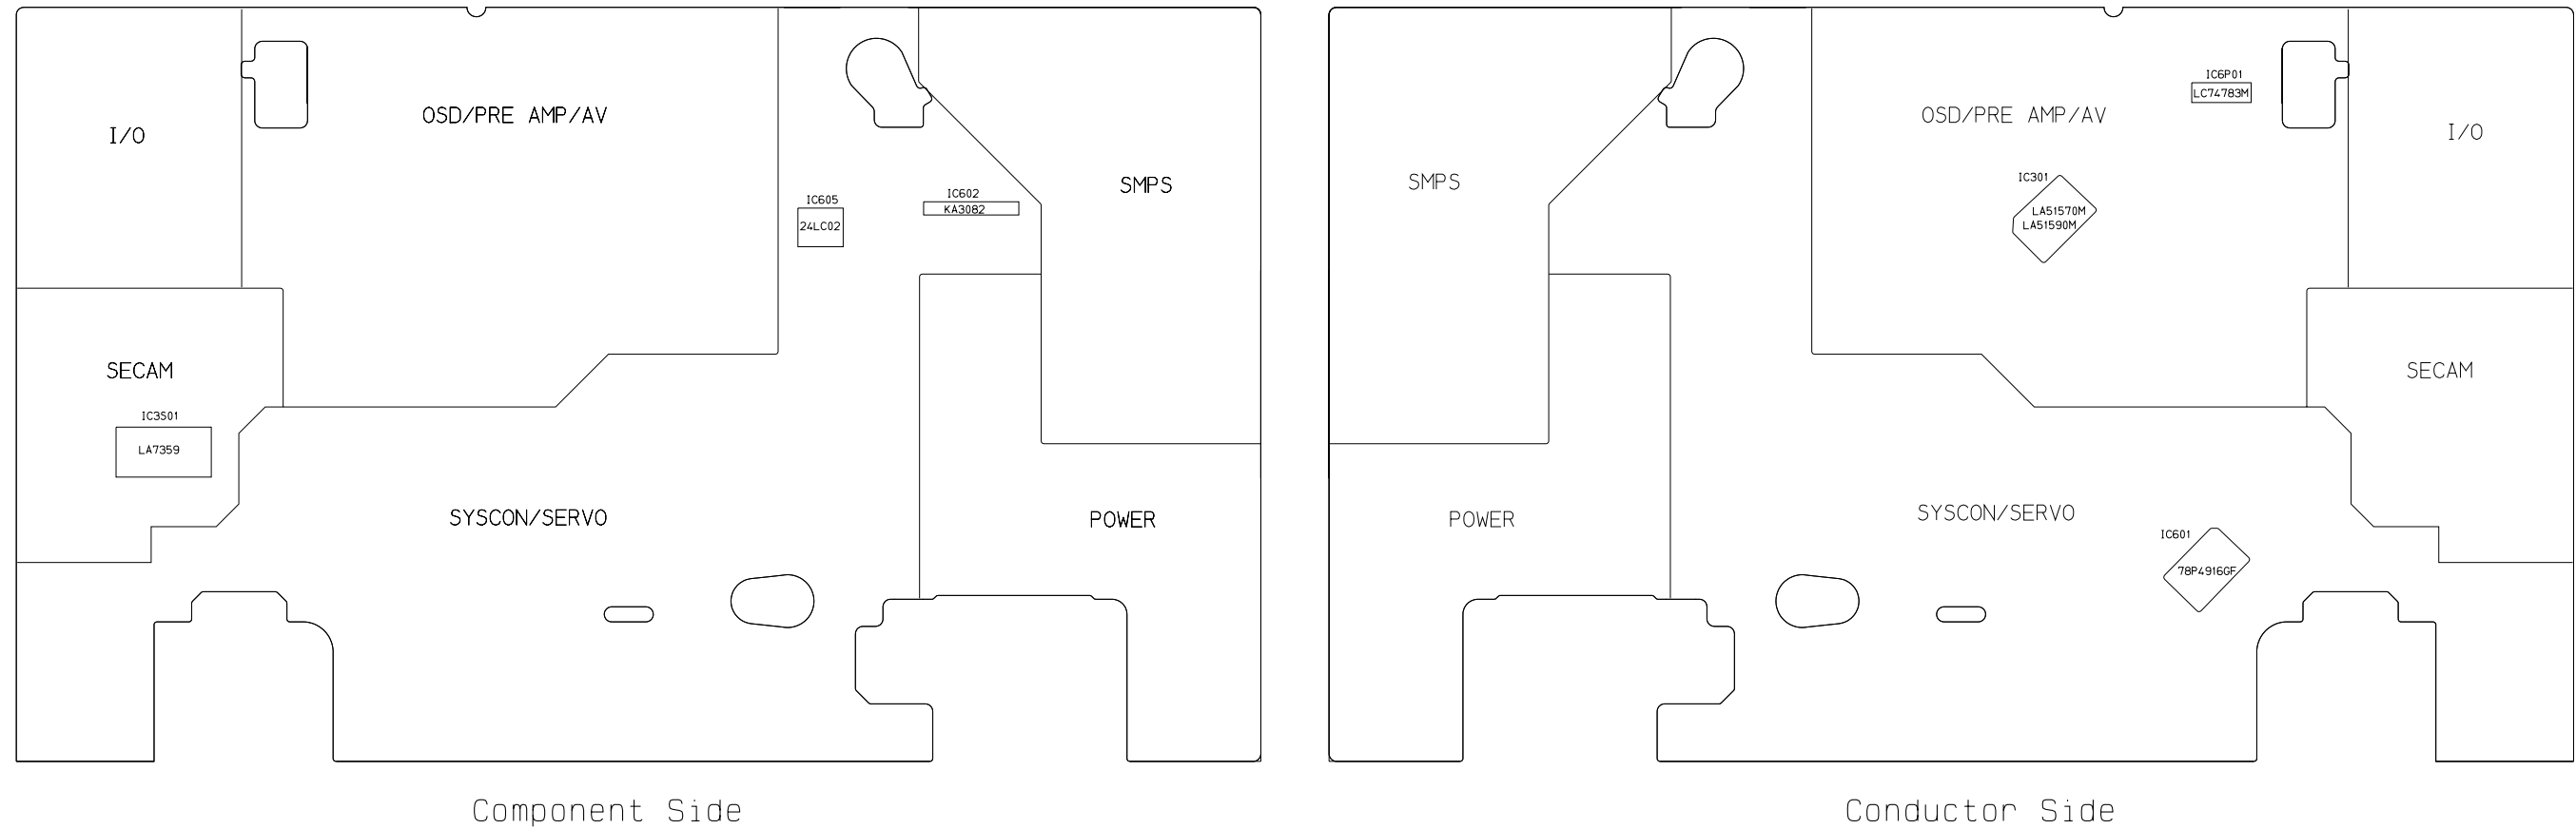 I/O
OSD/PRE AMP/AV
SMPS
IC605
24LC02
IC602
KA3082
SECAM
IC3S01
LA7359
SYSCON/SERVO
POWER
Component Side
SMPS
OSD/PRE AMP/AV
IC6P01
LC74783M
I/O
IC301
LA51570M
LA51590M
SECAM
POWER
SYSCON/SERVO
IC601
78P4916GF
Conductor Side